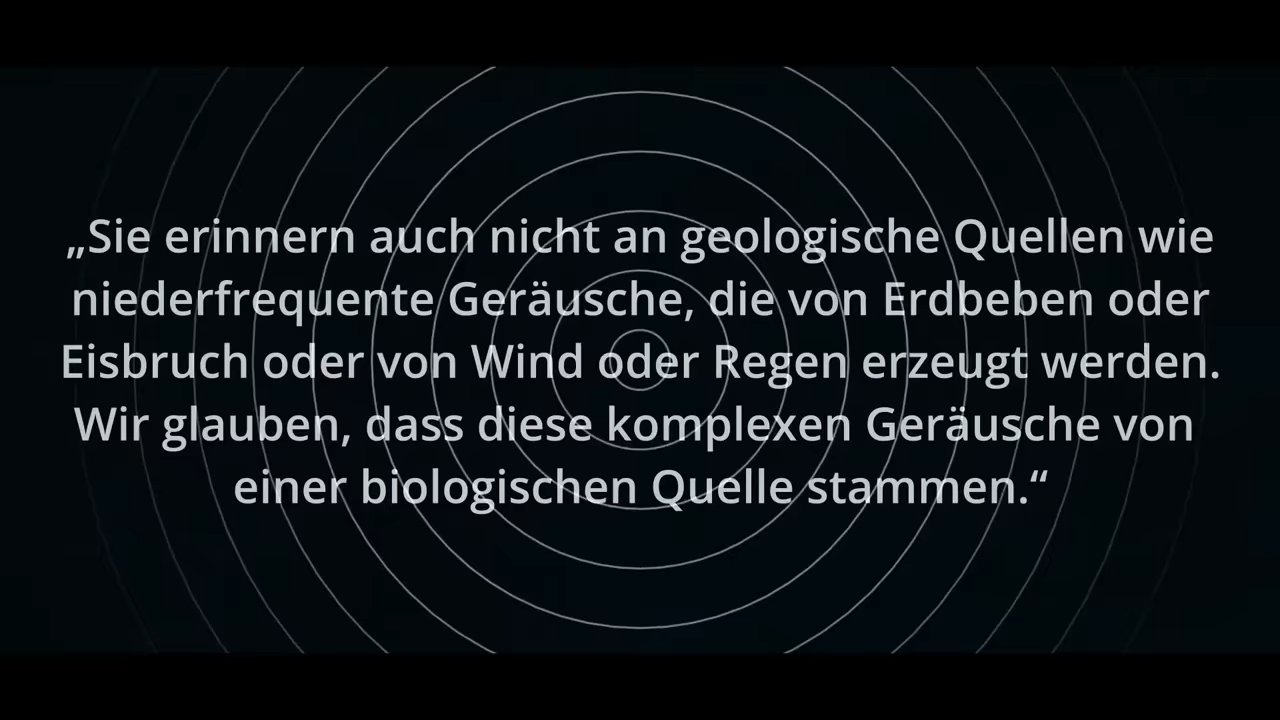 „Sie erinnern auch nicht an geologische Quellen wie
niederfrequente Geräusche, die von Erdbeben oder
Eisbruch oder von Wind oder Regen erzeugt werden.
Wir glauben, dass diese komplexen Geräusche von
einer biologischen Quelle stammen.“